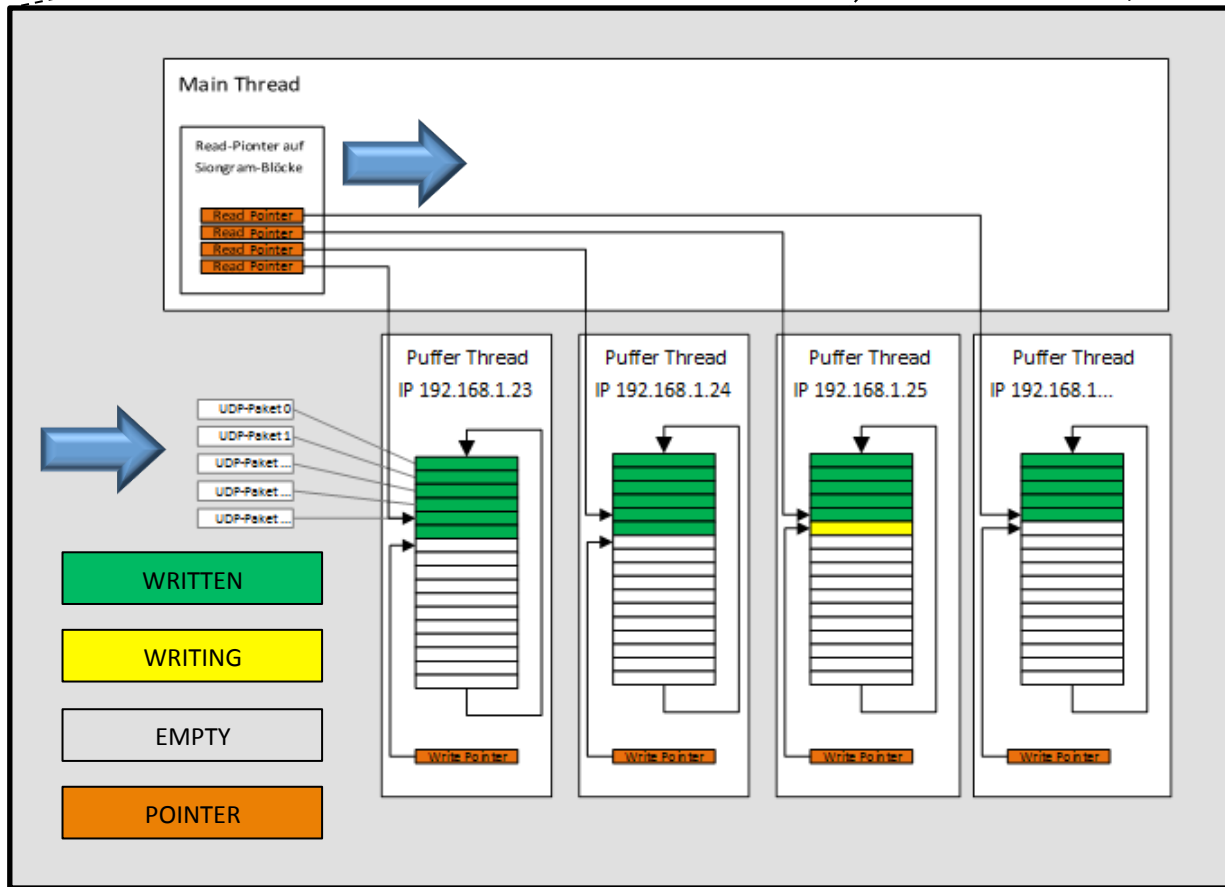 Main Thread
Read-Pionter auf
Siongram-Blöcke
Read Pointer
Read Pointer
Read Pointer
Read Pointer
Puffer Thread
IP 192.168.1.23
Puffer Thread
IP 192.168.1.24
Puffer Thread
IP 192.168.1.25
Puffer Thread
IP 192.168.1...
UDP-Paket 0
UDP-Paket 1
UDP-Paket ...
UDP-Paket ...
UDP-Paket ...
WRITTEN
WRITING
EMPTY
POINTER
Write Pointer
Write Pointer
Write Pointer
Write Pointer